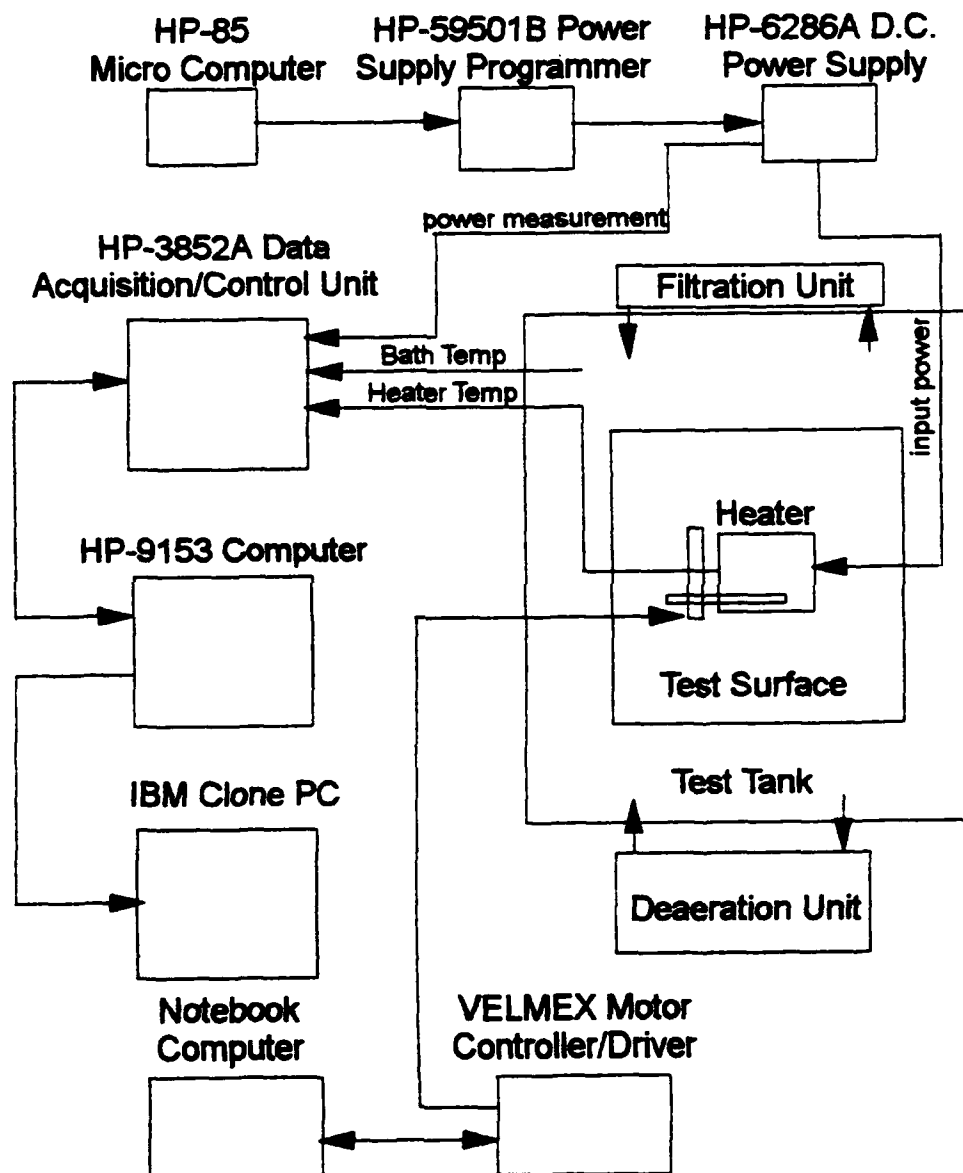 HP-85
Micro Computer
HP-59501B Power
Supply Programmer
HP-6286A D.C.
Power Supply
power measurement
HP-3852A Data
Acquisition/Control Unit
Filtration Unit
Bath Temp
Heater Temp
input power
Heater
HP-9153 Computer
Test Surface
IBM Clone PC
Test Tank
Deaeration Unit
Notebook
Computer
VELMEX Motor
Controller/Driver